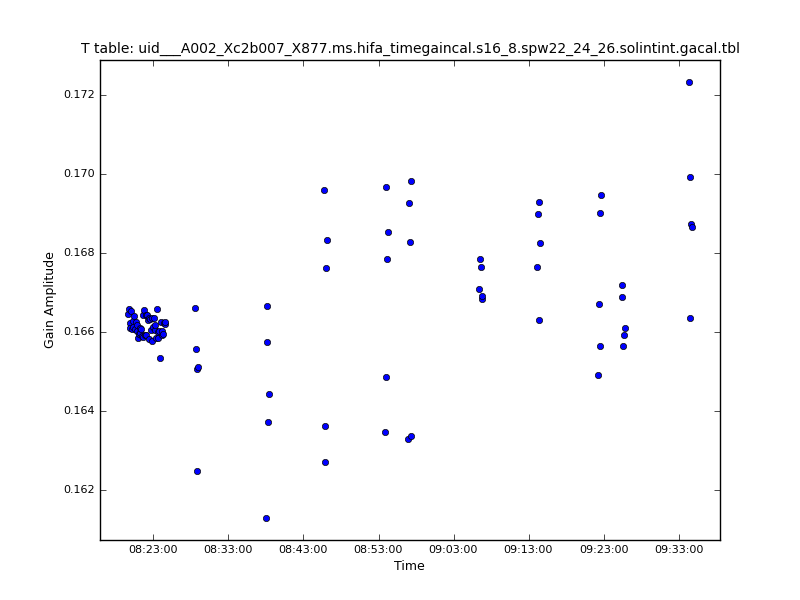 T table: uid___A002_Xc2b007_X877.ms.hifa_timegaincal.s16_8.spw22_24_26.solintint.gacal.tbl
0.172
0.170
0.168
0.166
0.164
0.162
Gain Amplitude
08:23:00 08:33:00 08:43:00 08:53:00 09:03:00 09:13:00 09:23:00 09:33:00
Time